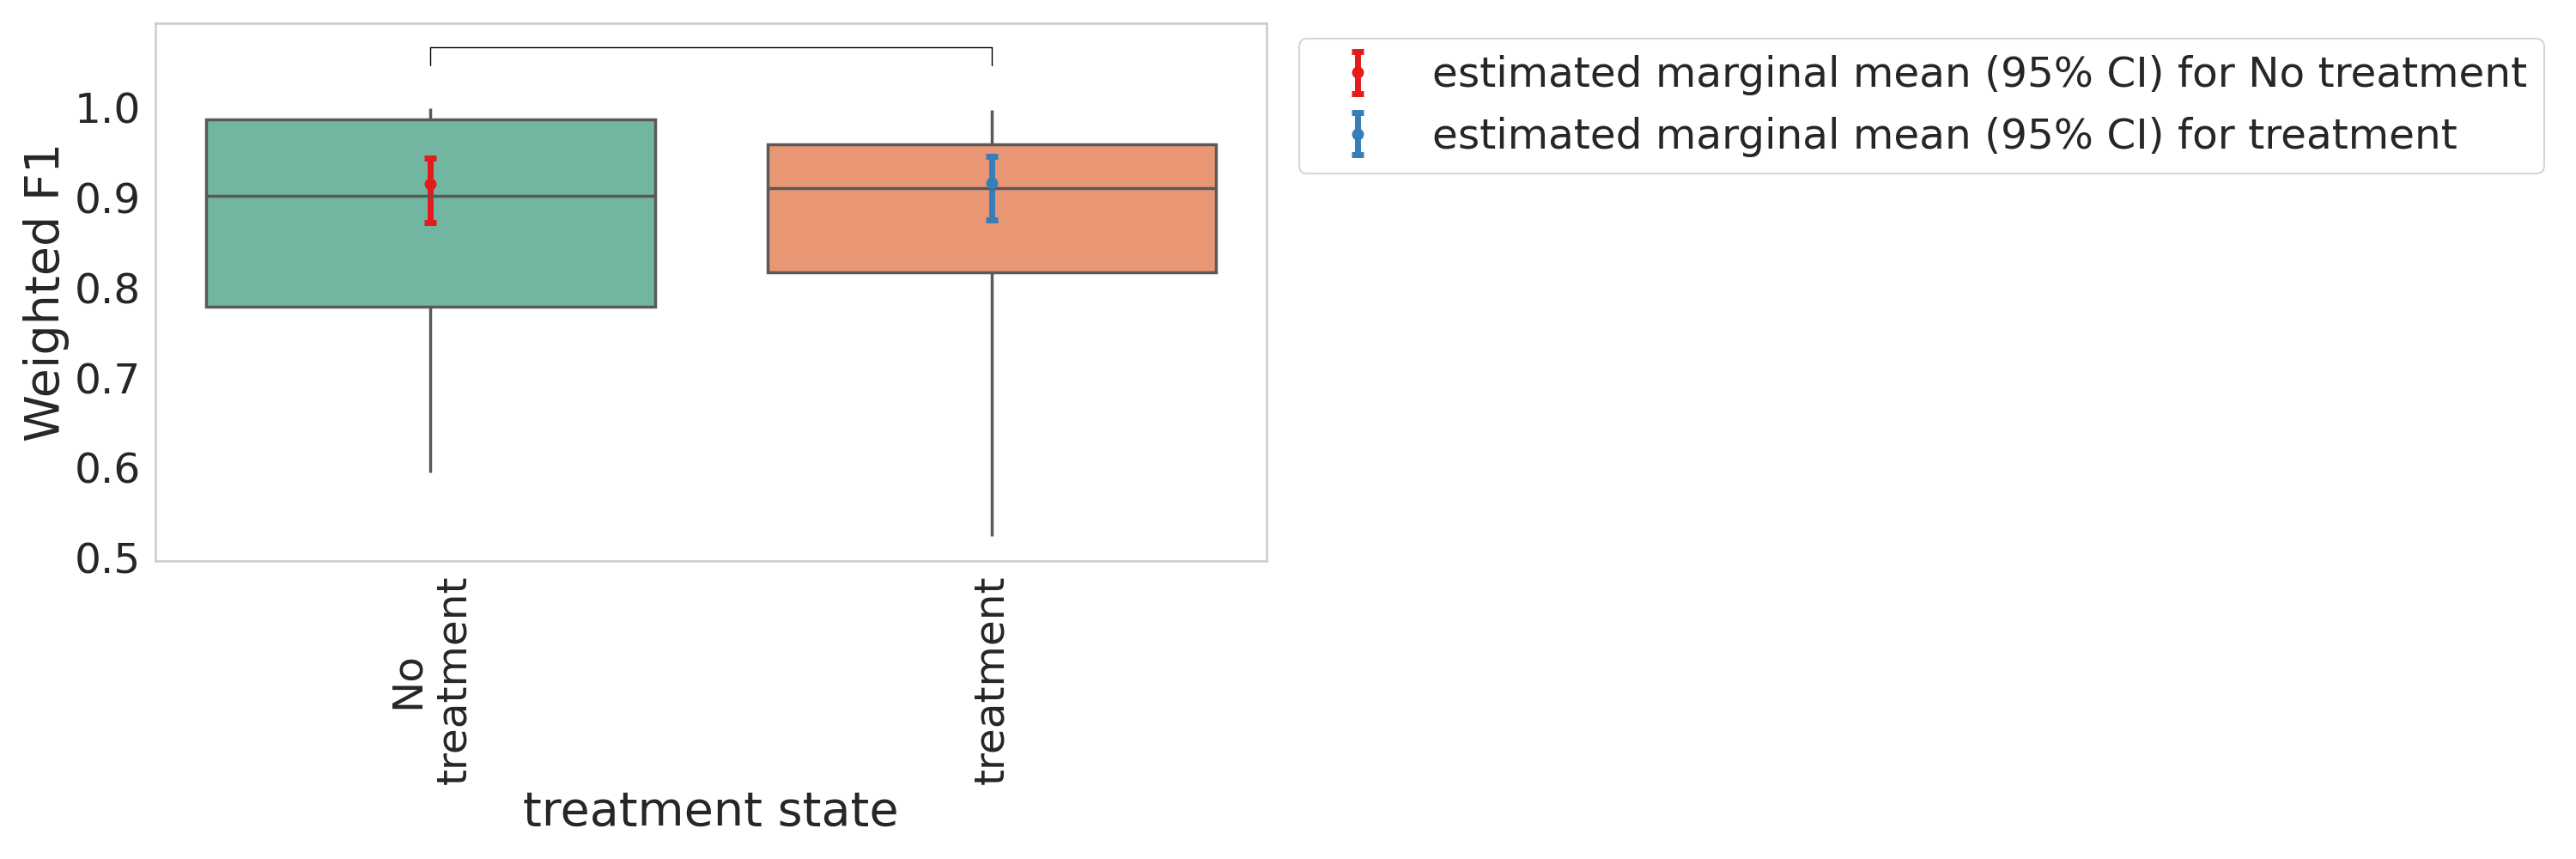 estimated marginal mean (95% CI) for No treatment
estimated marginal mean (95% CI) for treatment
Weighted F1
1.0
0.9
0.8
0.7
0.6
0.5
No
treatment
treatment
treatment state